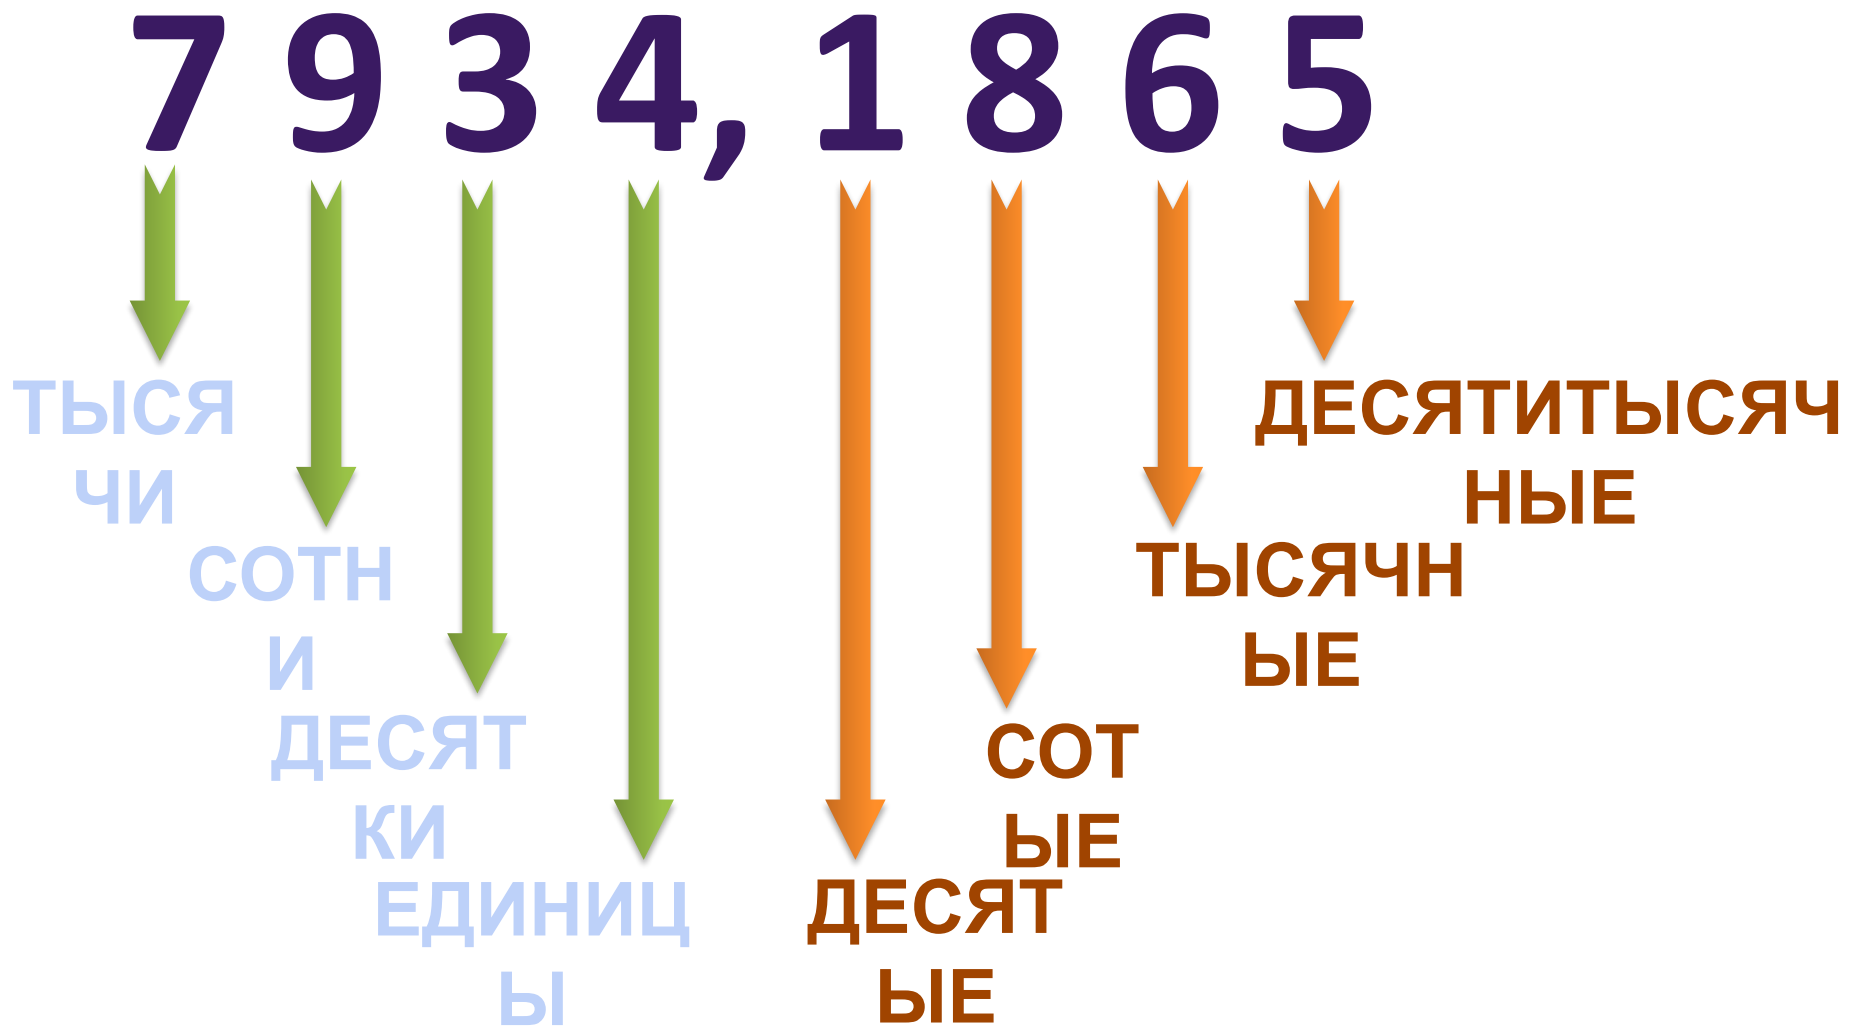 7 9 3 4, 1 8 6 5
ТЫСЯ
ЧИ
СОТН
И
ДЕСЯТ
КИ
ЕДИНИЦ
Ы
ДЕСЯТ
ЫЕ
СОТ
ЫЕ
ТЫСЯЧН
ЫЕ
ДЕСЯТИТЫСЯЧ
НЫЕ